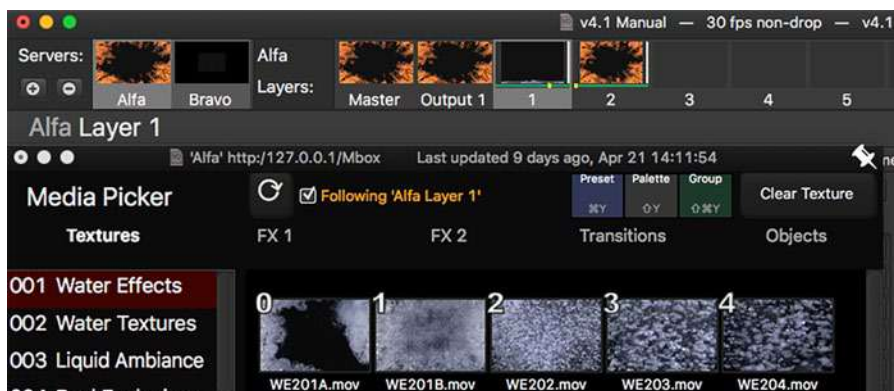 v4.1 Manual — 30 fps non-drop — v4.1
Servers:
Alfa
Bravo
Alfa
Layers:
Master
Output 1
1
2
3
4
5
Alfa Layer 1
'Alfa' http:/127.0.0.1/Mbox
Last updated 9 days ago, Apr 21 14:11:54
Media Picker
Following 'Alfa Layer 1'
Preset
⌘Y
Palette
⇧Y
Group
⇧⌘Y
Clear Texture
Textures
FX 1
FX 2
Transitions
Objects
001 Water Effects
002 Water Textures
003 Liquid Ambiance
0
1
2
3
4
WE201A.mov
WE201B.mov
WE202.mov
WE203.mov
WE204.mov